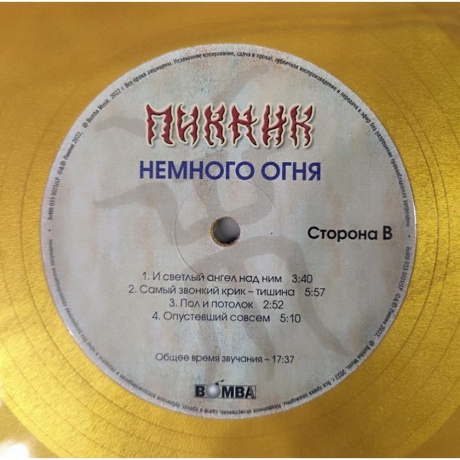 ПИКНИК
НЕМНОГО ОГНЯ
Сторона В
1. И светлый ангел над ним 3:40
2. Самый звонкий крик – тишина 5:57
3. Пол и потолок 2:52
4. Опустевший совсем 5:10
Общее время звучания – 17:37
BOMBA